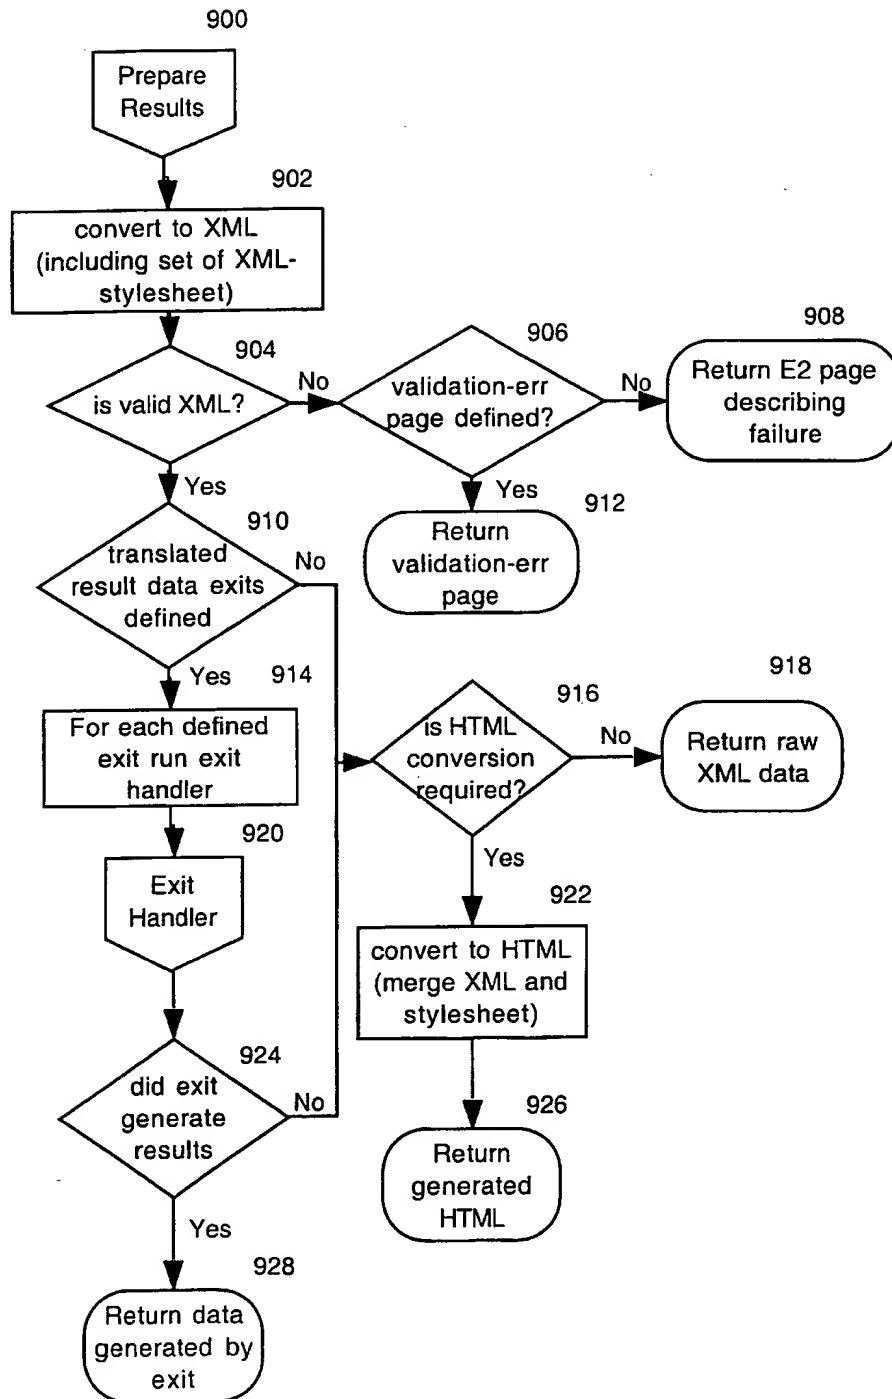 900
Prepare
Results
902
convert to XML
(including set of XML-
stylesheet)
904
is valid XML?
No
906
validation-err
page defined?
No
908
Return E2 page
describing
failure
Yes
Yes
912
Return
validation-err
page
910
translated
result data exits
defined
No
Yes
914
For each defined
exit run exit
handler
916
is HTML
conversion
required?
No
918
Return raw
XML data
920
Exit
Handler
Yes
922
convert to HTML
(merge XML and
stylesheet)
924
did exit
generate
results
No
926
Return
generated
HTML
Yes
928
Return data
generated by
exit